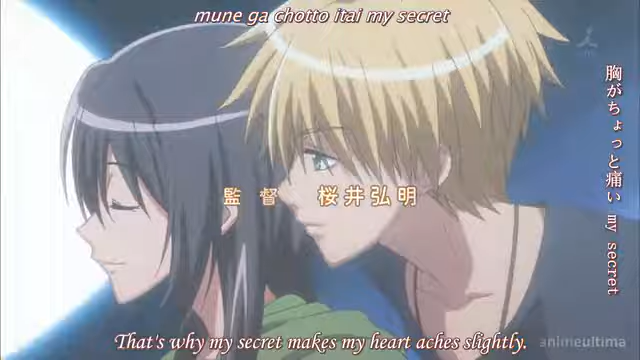 mune ga chotto itai my secret
胸がちょっと痛い my secret
監督 桜井弘明
That's why my secret makes my heart aches slightly.
animeultima